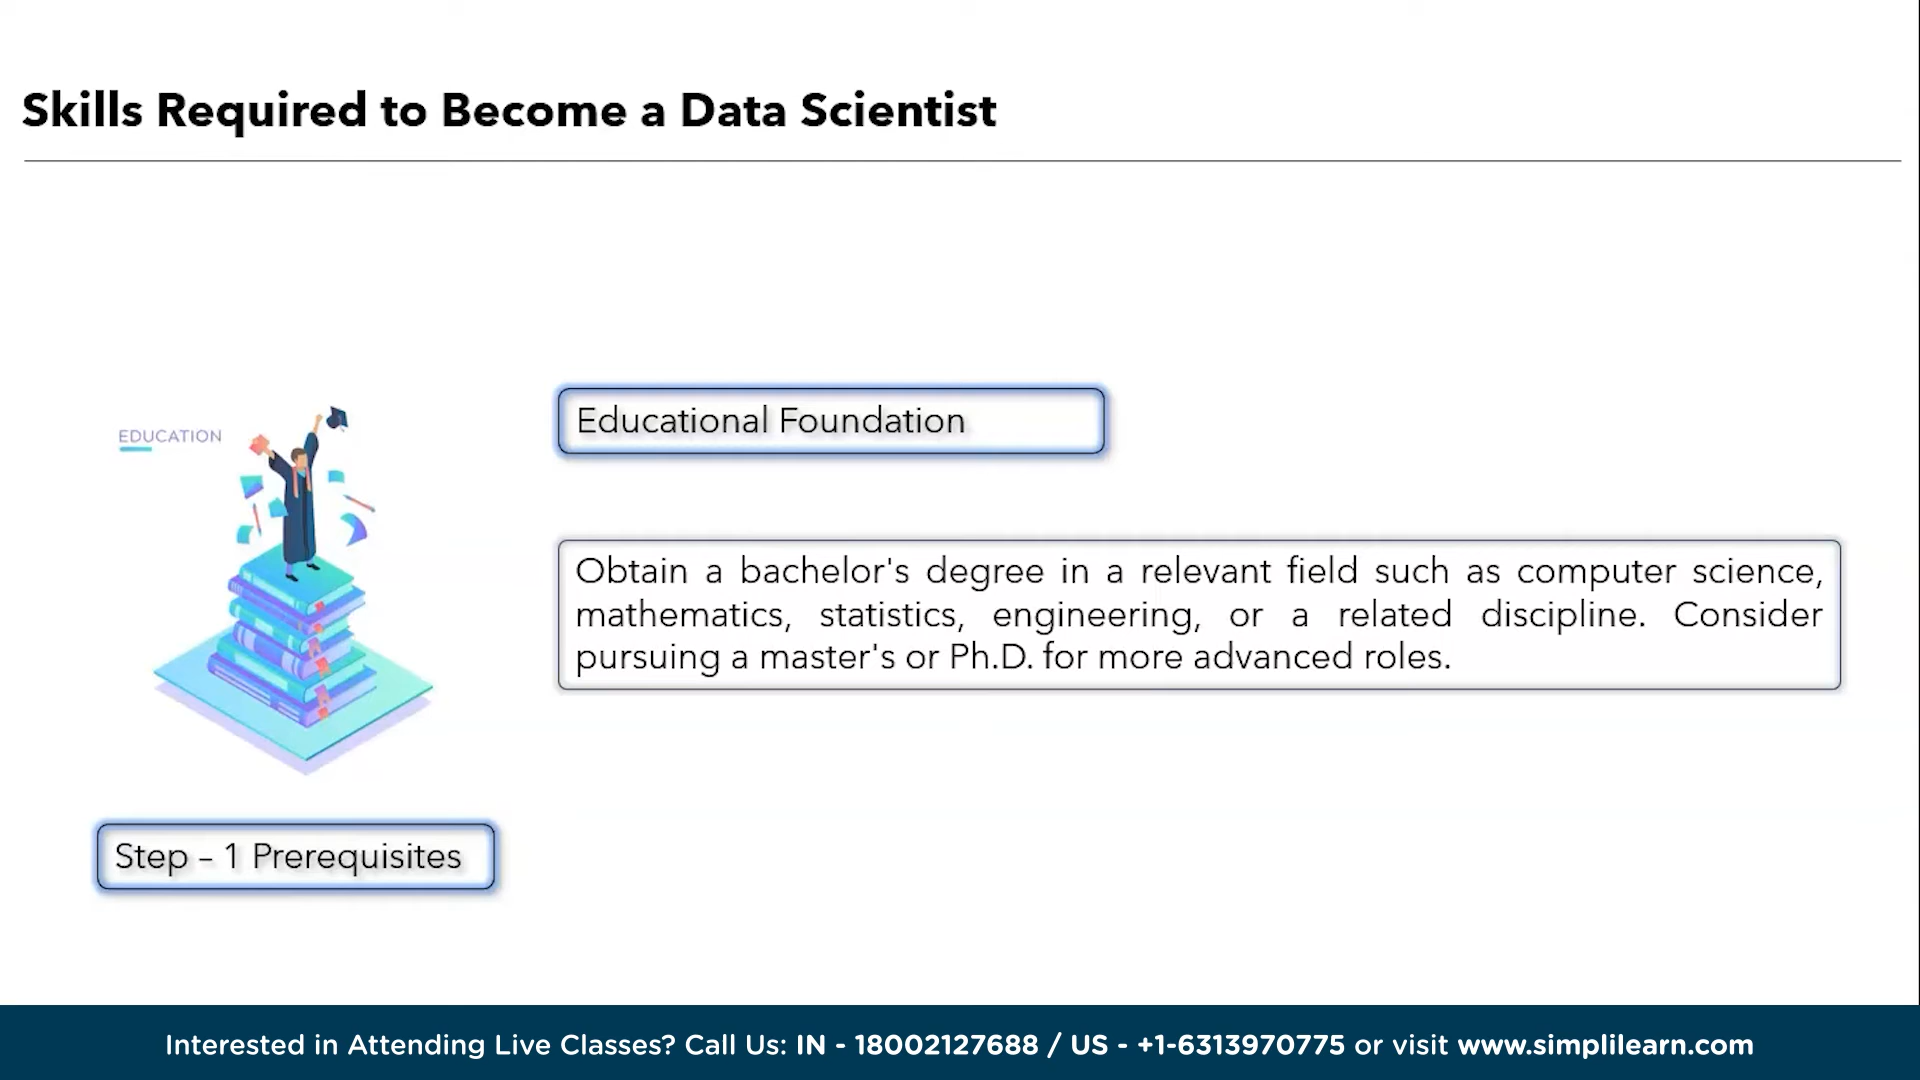 Skills Required to Become a Data Scientist
EDUCATION
Educational Foundation
Obtain a bachelor's degree in a relevant field such as computer science,
mathematics, statistics, engineering, or a related discipline. Consider
pursuing a master's or Ph.D. for more advanced roles.
Step – 1 Prerequisites
Interested in Attending Live Classes? Call Us: IN - 18002127688 / US - +1-6313970775 or visit www.simplilearn.com